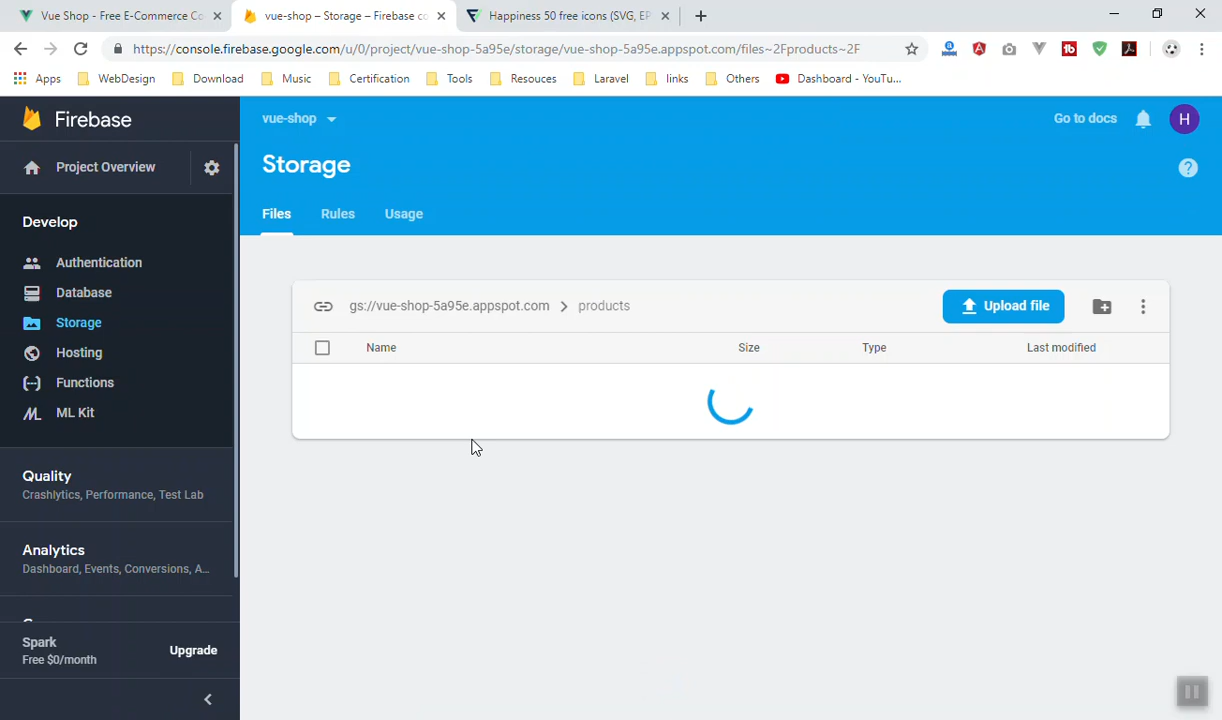 Vue Shop - Free E-Commerce Co
vue-shop – Storage – Firebase co
Happiness 50 free icons (SVG, EP
https://console.firebase.google.com/u/0/project/vue-shop-5a95e/storage/vue-shop-5a95e.appspot.com/files~2Fproducts~2F
Apps
WebDesign
Download
Music
Certification
Tools
Resouces
Laravel
links
Others
Dashboard - YouTu...
Firebase
vue-shop
Go to docs
H
Project Overview
Storage
?
Files
Rules
Usage
Develop
Authentication
Database
Storage
Hosting
Functions
ML Kit
gs://vue-shop-5a95e.appspot.com > products
Upload file
Name
Size
Type
Last modified
Quality
Crashlytics, Performance, Test Lab
Analytics
Dashboard, Events, Conversions, A...
Spark
Free $0/month
Upgrade